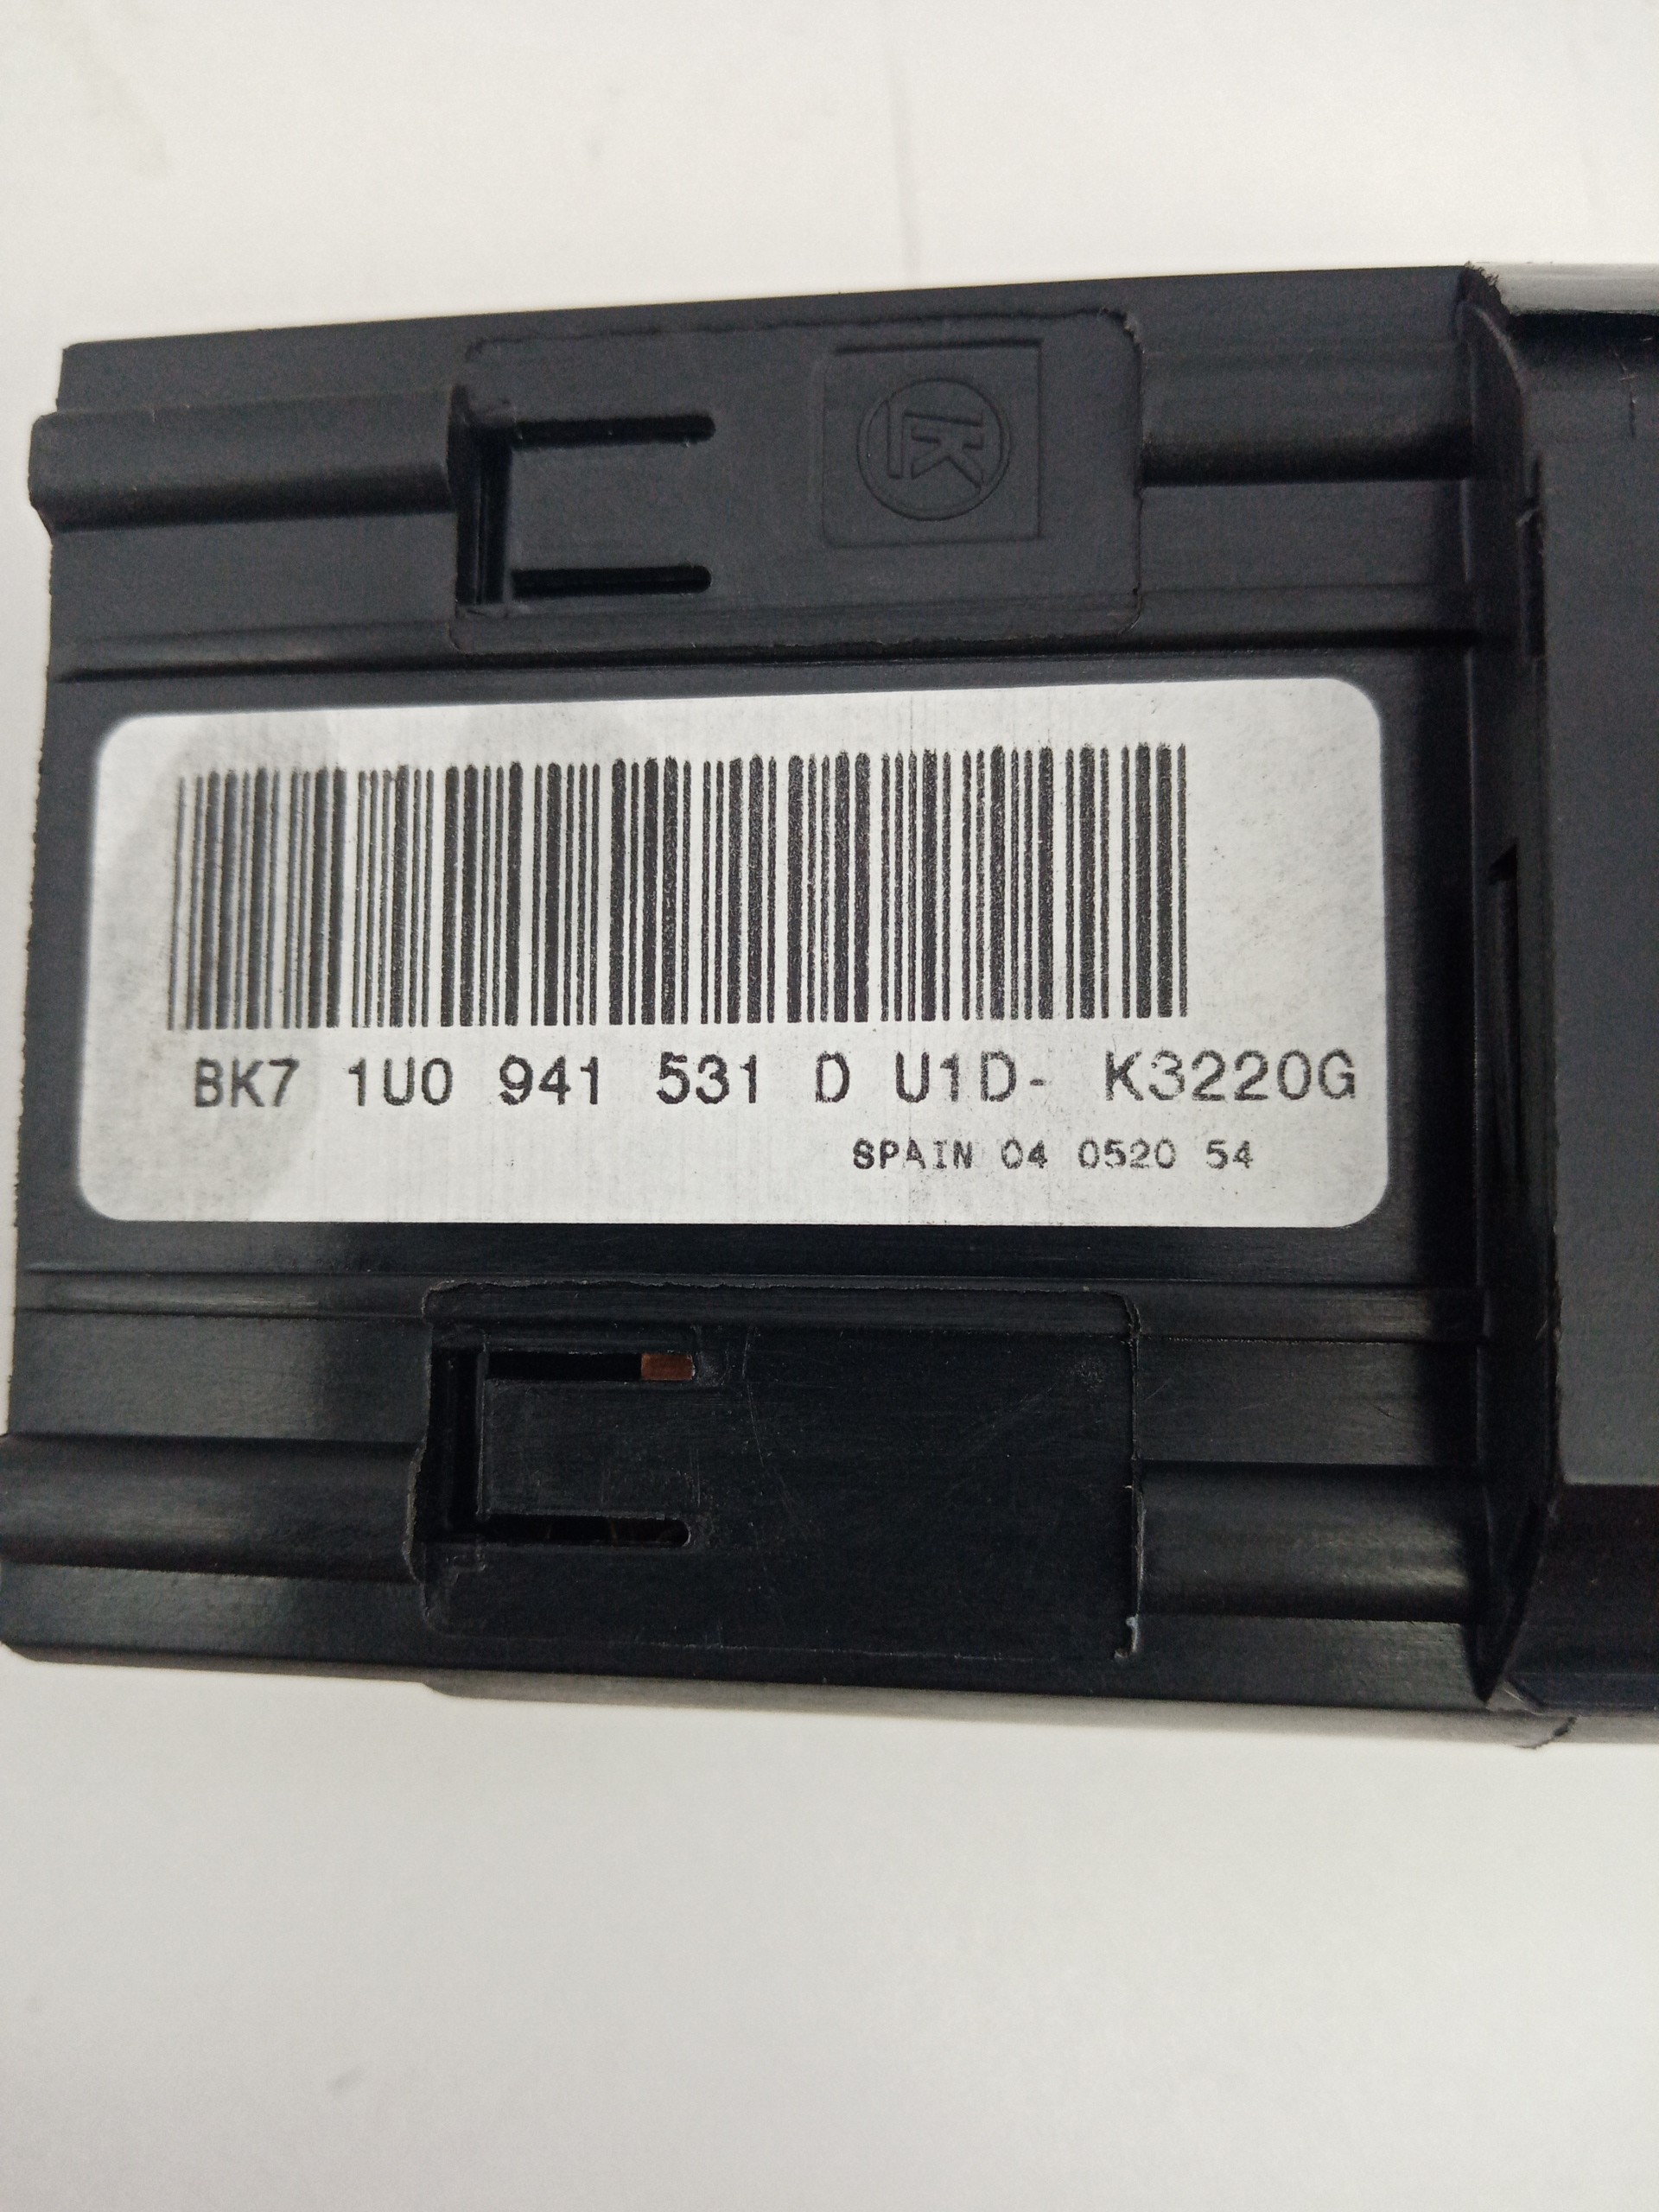 BK7 1U0 941 531 D U1D- K3220G
SPAIN 04 0520 54